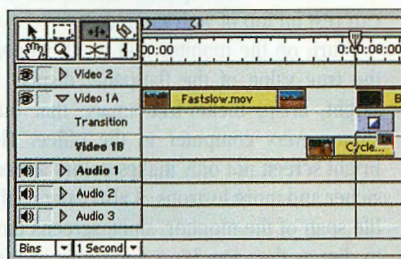 00:00
0:00:08:00
Video 2
Video 1A
Fastslow.mov
B
Transition
Video 1B
Cycle...
Audio 1
Audio 2
Audio 3
Bins
1 Second